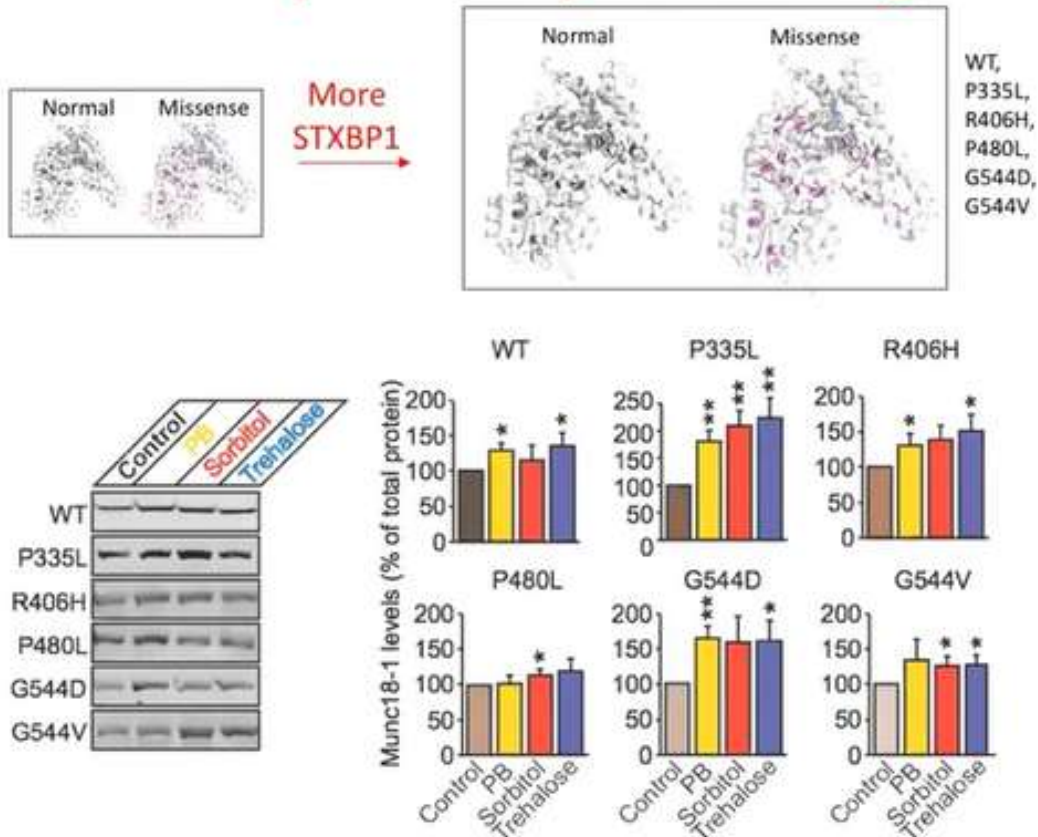 Normal
Missense
More
STXBP1
Normal
Missense
WT,
P335L,
R406H,
P480L,
G544D,
G544V
Control
PB
Sorbitol
Trehalose
WT
P335L
R406H
P480L
G544D
G544V
Munc18-1 levels (% of total protein)
WT
200
150
100
50
0
*
*
P335L
250
200
150
100
50
0
**
**
**
R406H
200
150
100
50
0
*
*
P480L
200
150
100
50
0
*
Control
PB
Sorbitol
Trehalose
G544D
200
150
100
50
0
**
*
Control
PB
Sorbitol
Trehalose
G544V
200
150
100
50
0
*
*
Control
PB
Sorbitol
Trehalose